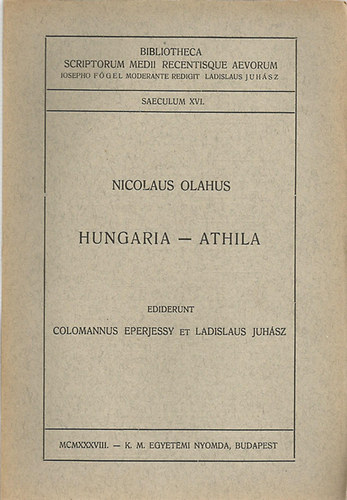 BIBLIOTHECA
SCRIPTORUM MEDII RECENTISQUE AEVORUM
IOSEPHO FÓGEL MODERANTE REDIGIT LADISLAUS JUHÁSZ
SAECULUM XVI.
NICOLAUS OLAHUS
HUNGARIA — ATHILA
EDIDERUNT
COLOMANNUS EPERJESSY ET LADISLAUS JUHÁSZ
MCMXXXVIII. — K. M. EGYETEMI NYOMDA, BUDAPEST